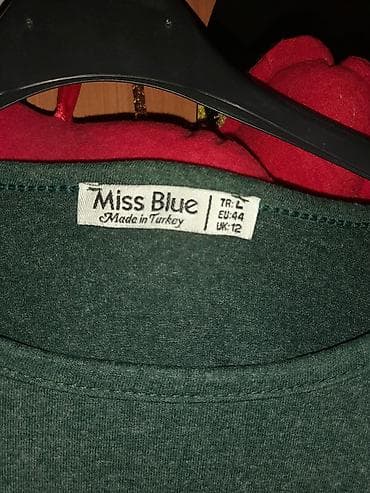 Miss Blue
Made in Turkey
TR: L
EU: 44
UK: 12